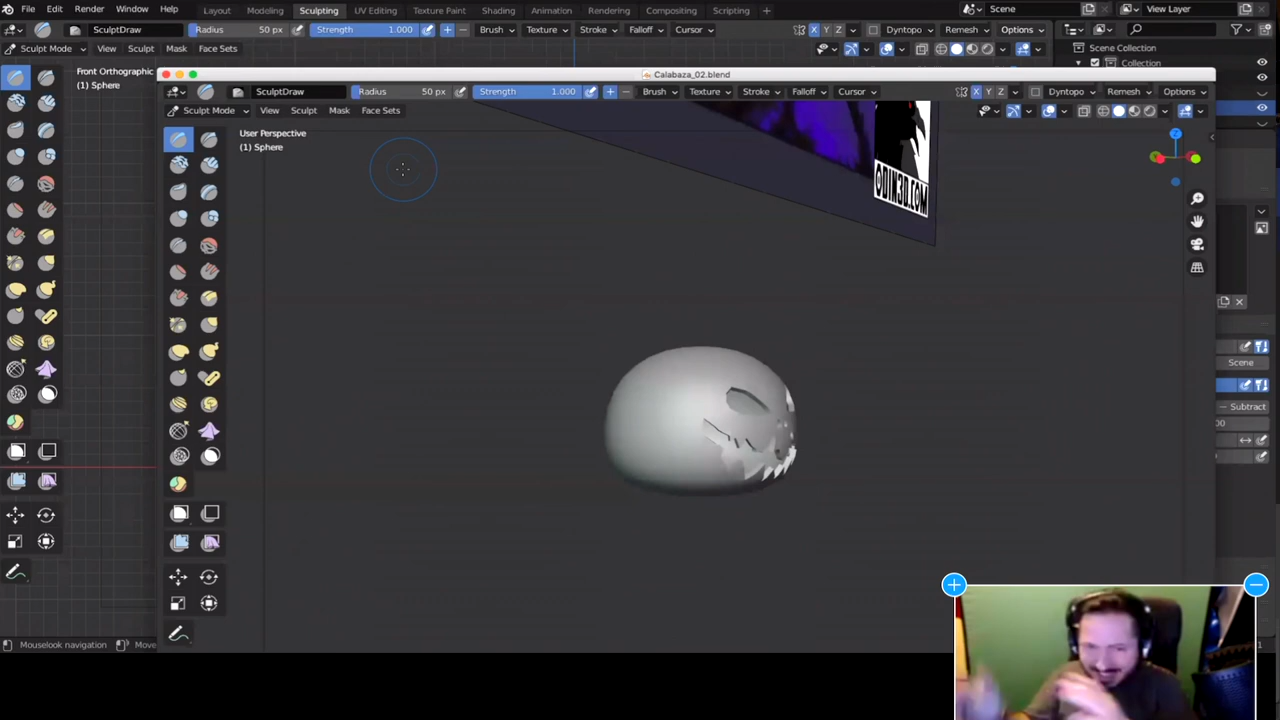 File Edit Render Window Help Layout Modeling Sculpting UV Editing Texture Paint Shading Animation Rendering Compositing Scripting + Scene View Layer
SculptDraw Radius 50 px Strength 1.000 Brush Texture Stroke Falloff Cursor X Y Z Dyntopo Remesh Options
Sculpt Mode View Sculpt Mask Face Sets Scene Collection
Collection
Front Orthographic
(1) Sphere
Calabaza_02.blend
SculptDraw Radius 50 px Strength 1.000 Brush Texture Stroke Falloff Cursor X Y Z Dyntopo Remesh Options
Sculpt Mode View Sculpt Mask Face Sets
User Perspective
(1) Sphere
Z
ODIN3D.COM
Scene
Subtract
00
Mouselook navigation Move
1